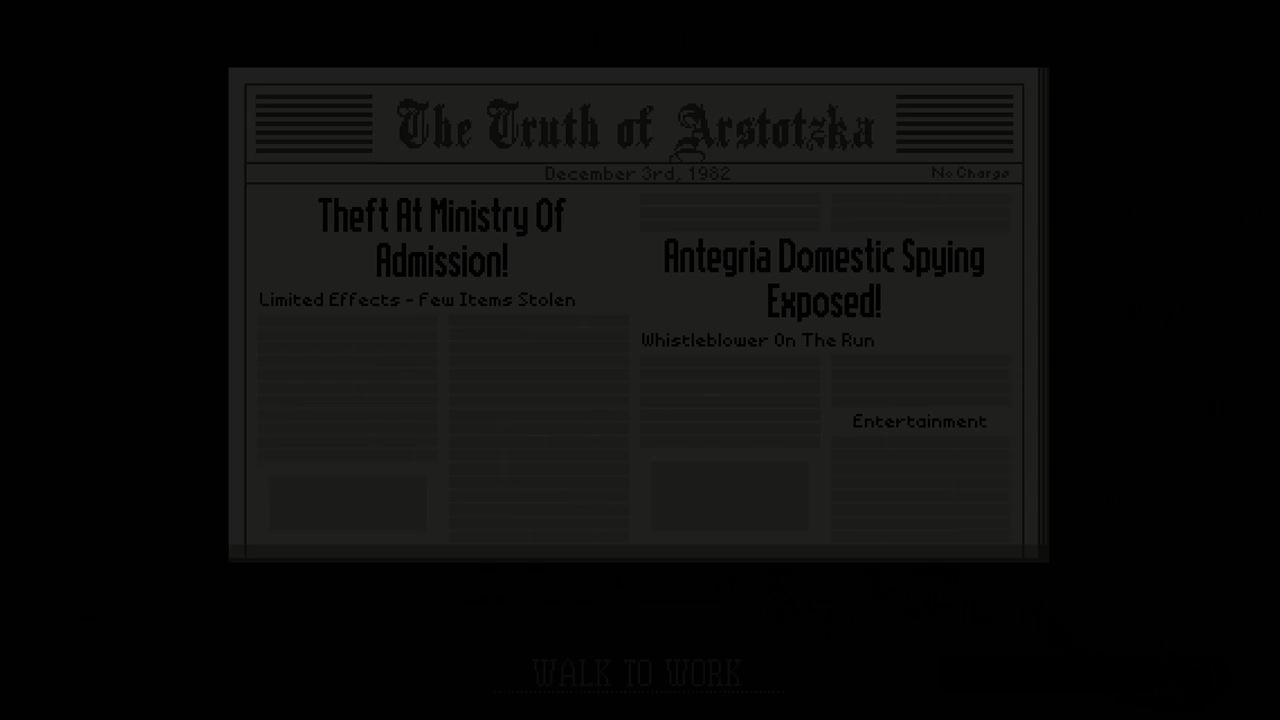 The Truth of Arstotzka
December 3rd, 1982
No Charge
Theft At Ministry Of
Admission!
Limited Effects - Few Items Stolen
Antegria Domestic Spying
Exposed!
Whistleblower On The Run
Entertainment
WALK TO WORK